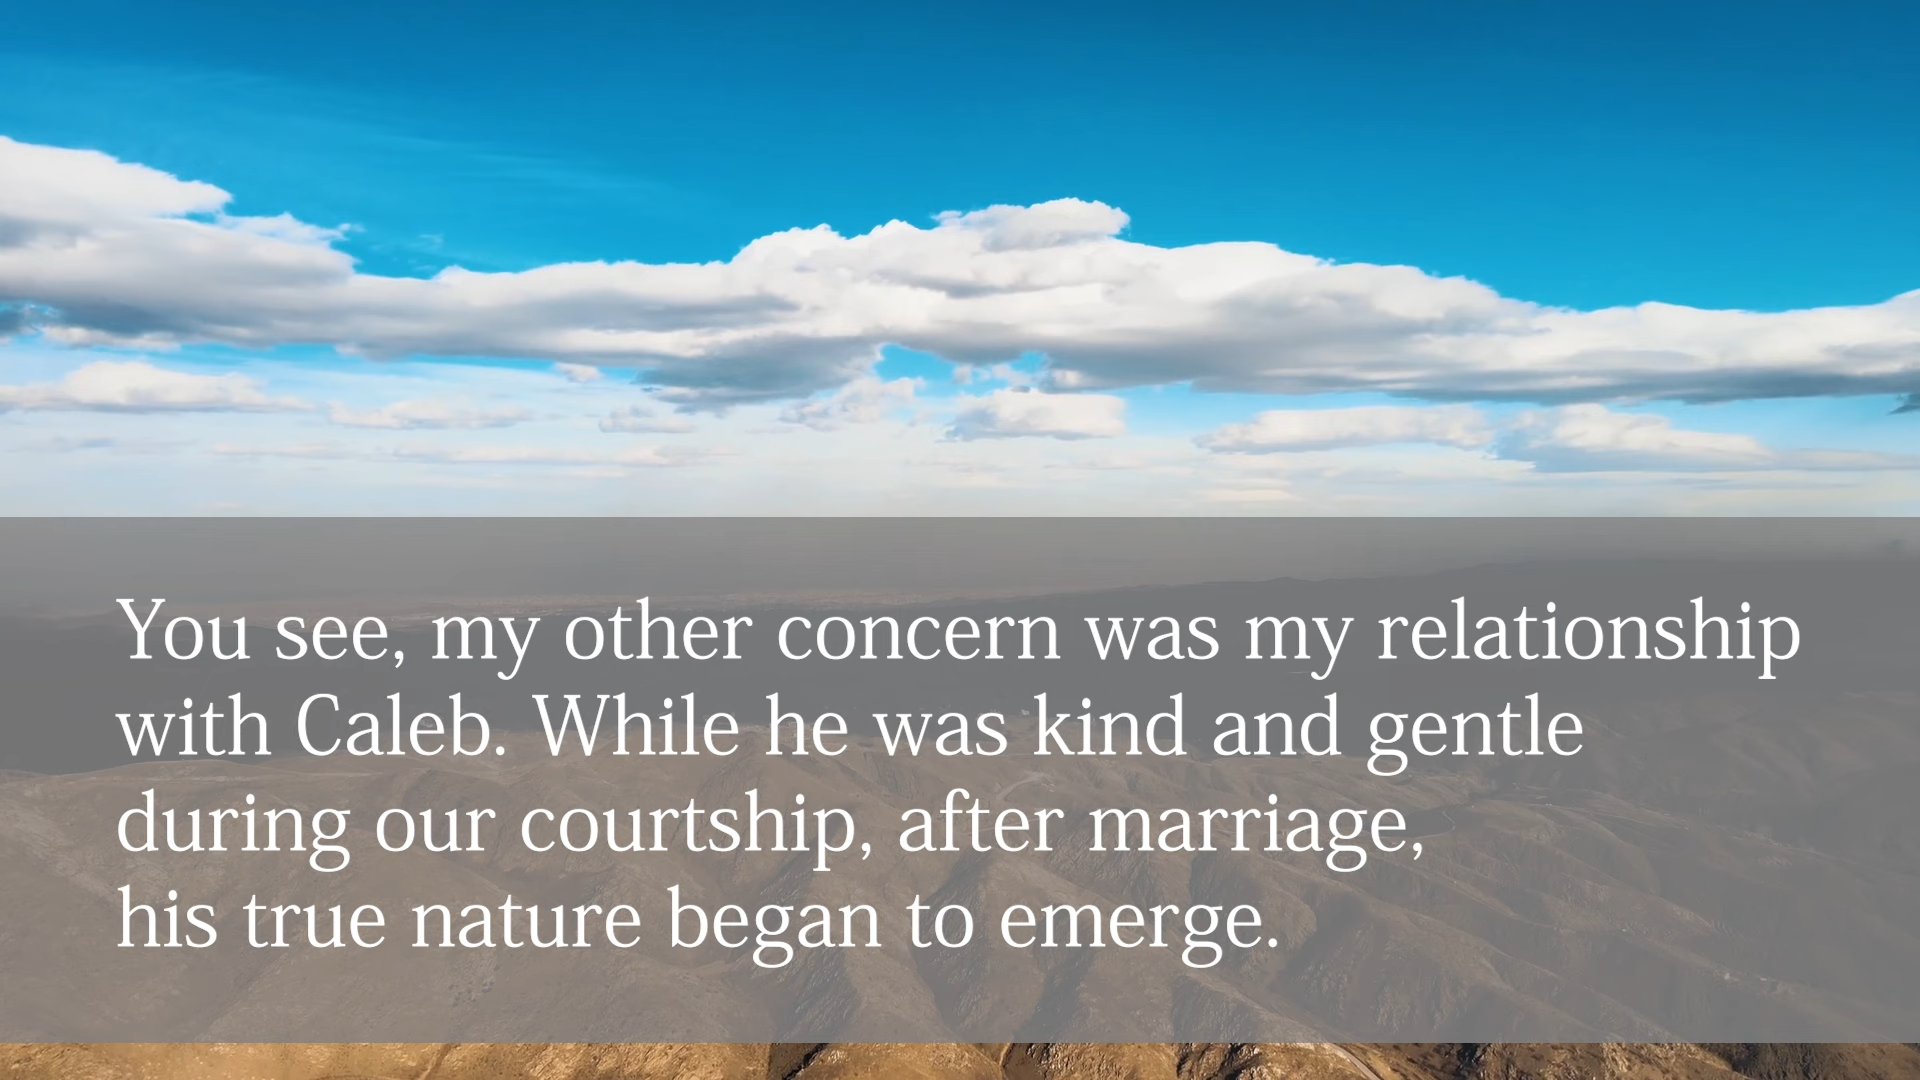 You see, my other concern was my relationship
with Caleb. While he was kind and gentle
during our courtship, after marriage,
his true nature began to emerge.